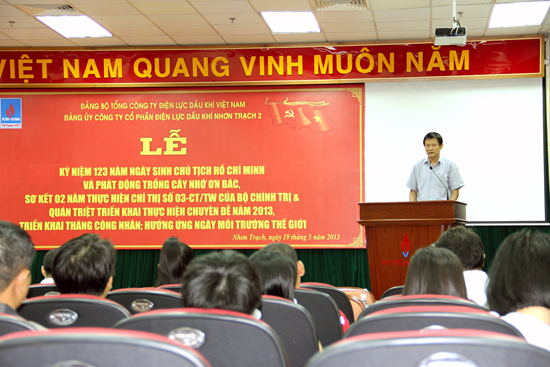 VIỆT NAM QUANG VINH MUÔN NĂM
ĐẢNG BỘ TỔNG CÔNG TY ĐIỆN LỰC DẦU KHÍ VIỆT NAM
ĐẢNG ỦY CÔNG TY CỔ PHẦN ĐIỆN LỰC DẦU KHÍ NHƠN TRẠCH 2
LỄ
KỶ NIỆM 123 NĂM NGÀY SINH CHỦ TỊCH HỒ CHÍ MINH
VÀ PHÁT ĐỘNG TRỒNG CÂY NHỚ ƠN BÁC,
SƠ KẾT 02 NĂM THỰC HIỆN CHỈ THỊ SỐ 03-CT/TW CỦA BỘ CHÍNH TRỊ &
QUÁN TRIỆT TRIỂN KHAI THỰC HIỆN CHUYÊN ĐỀ NĂM 2013,
TRIỂN KHAI THÁNG CÔNG NHÂN; HƯỞNG ỨNG NGÀY MÔI TRƯỜNG THẾ GIỚI
Nhơn Trạch, ngày 19 tháng 5 năm 2013